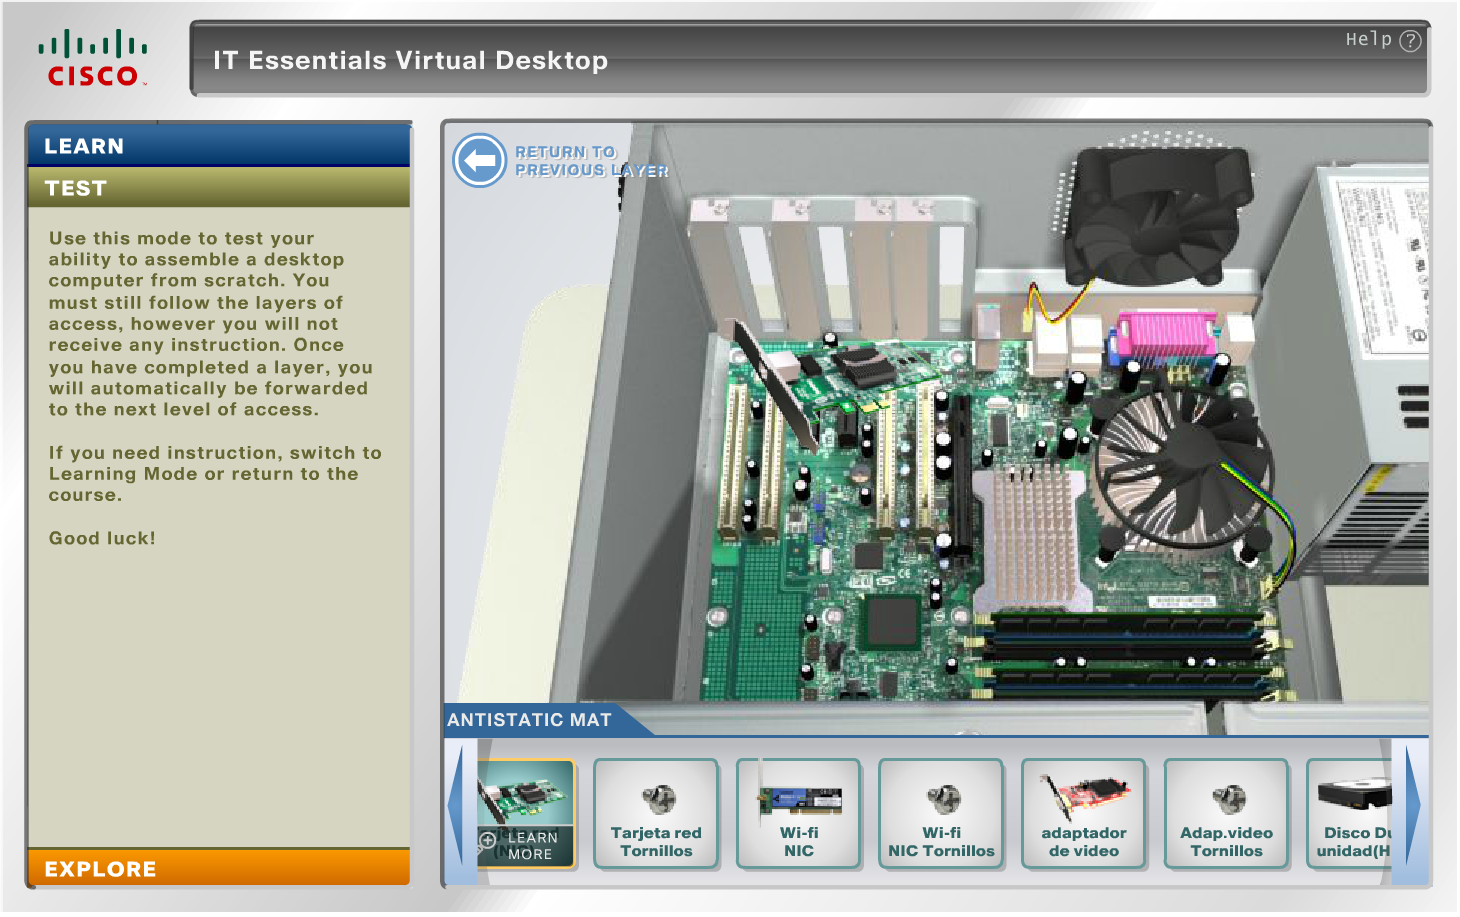 CISCO
IT Essentials Virtual Desktop
Help ?
LEARN
TEST
Use this mode to test your
ability to assemble a desktop
computer from scratch. You
must still follow the layers of
access, however you will not
receive any instruction. Once
you have completed a layer, you
will automatically be forwarded
to the next level of access.
If you need instruction, switch to
Learning Mode or return to the
course.
Good luck!
EXPLORE
RETURN TO
PREVIOUS LAYER
ANTISTATIC MAT
LEARN
MORE
Tarjeta red
Tornillos
Wi-fi
NIC
Wi-fi
NIC Tornillos
adaptador
de video
Adap.video
Tornillos
Disco Du
unidad(H